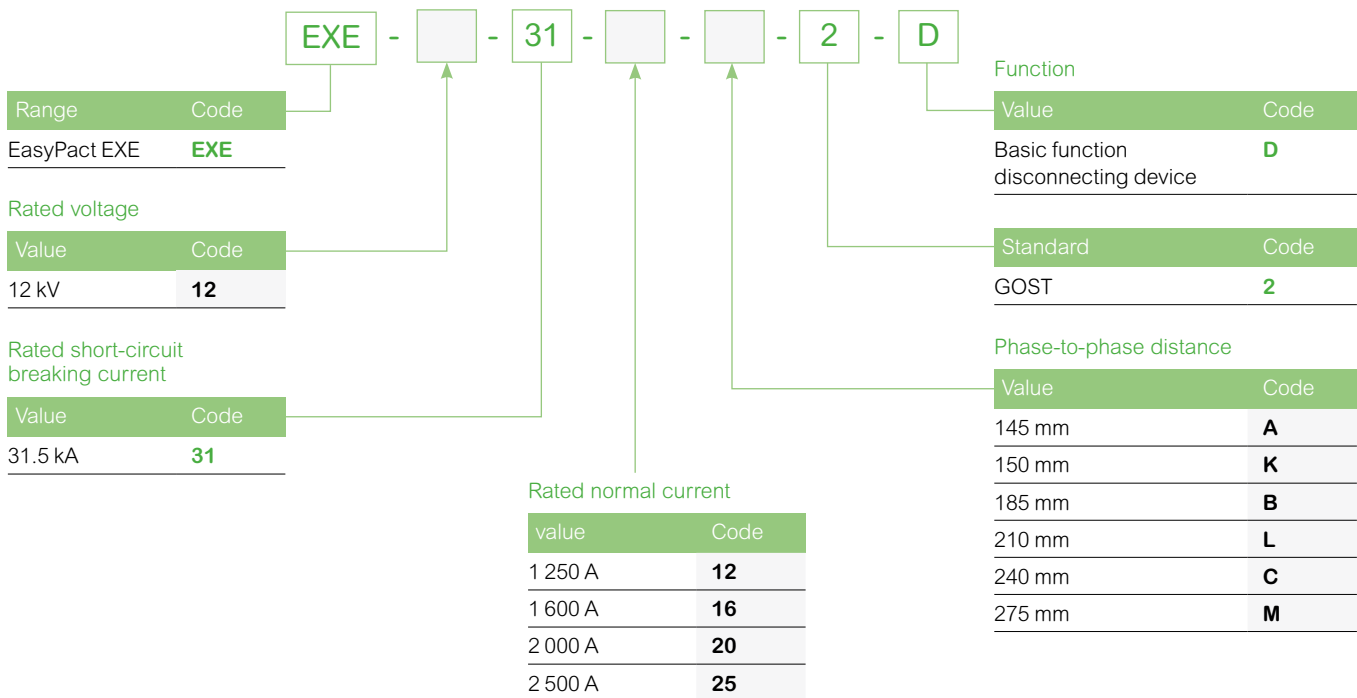 EXE - - 31 - - - 2 - D
Range Code
EasyPact EXE EXE
Rated voltage
Value Code
12 kV 12
Rated short-circuit
breaking current
Value Code
31.5 kA 31
Rated normal current
value Code
1 250 A 12
1 600 A 16
2 000 A 20
2 500 A 25
Function
Value Code
Basic function D
disconnecting device
Standard Code
GOST 2
Phase-to-phase distance
Value Code
145 mm A
150 mm K
185 mm B
210 mm L
240 mm C
275 mm M